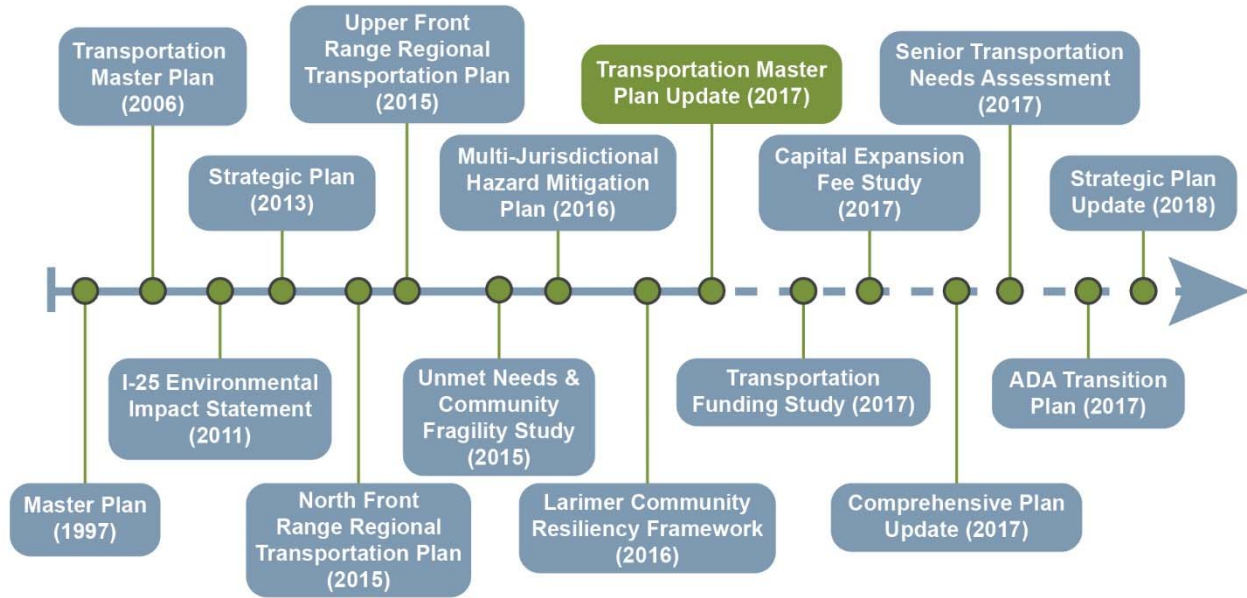 Transportation
Master Plan
(2006)
Upper Front
Range Regional
Transportation Plan
(2015)
Transportation Master
Plan Update (2017)
Senior Transportation
Needs Assessment
(2017)
Strategic Plan
(2013)
Multi-Jurisdictional
Hazard Mitigation
Plan (2016)
Capital Expansion
Fee Study
(2017)
Strategic Plan
Update (2018)
I-25 Environmental
Impact Statement
(2011)
Unmet Needs &
Community
Fragility Study
(2015)
Transportation
Funding Study (2017)
ADA Transition
Plan (2017)
Master Plan
(1997)
North Front
Range Regional
Transportation Plan
(2015)
Larimer Community
Resiliency Framework
(2016)
Comprehensive Plan
Update (2017)